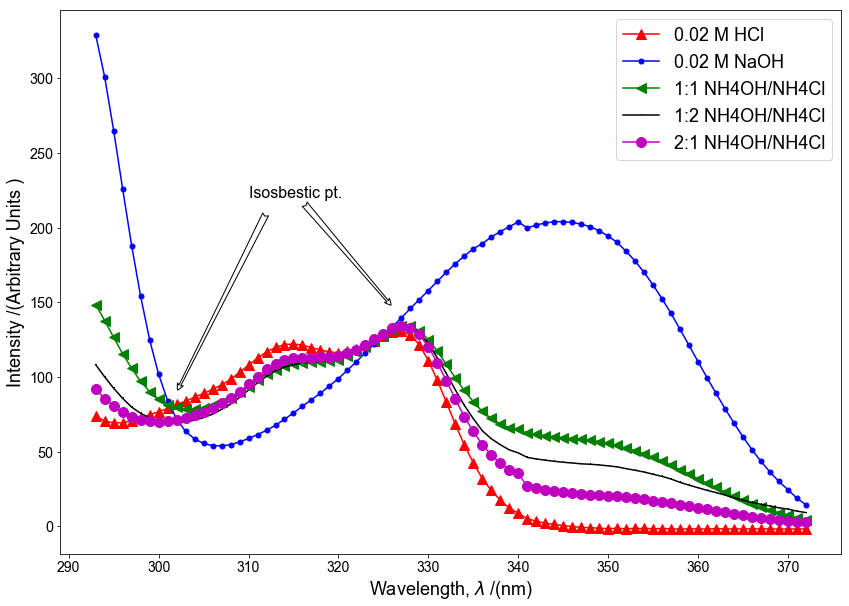 0.02 M HCl
0.02 M NaOH
1:1 NH4OH/NH4Cl
1:2 NH4OH/NH4Cl
2:1 NH4OH/NH4Cl
Isosbestic pt.
Intensity /(Arbitrary Units )
300
250
200
150
100
50
0
290 300 310 320 330 340 350 360 370
Wavelength, λ /(nm)